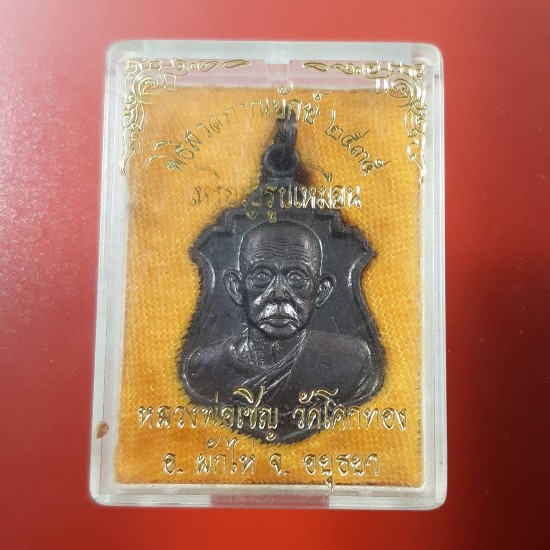 พิธีสวดภาณยักษ์ ๒๕๓๕
เหรียญรูปเหมือน
หลวงพ่อเชิญ วัดโคกทอง
อ. ผักไห่ จ. อยุธยา